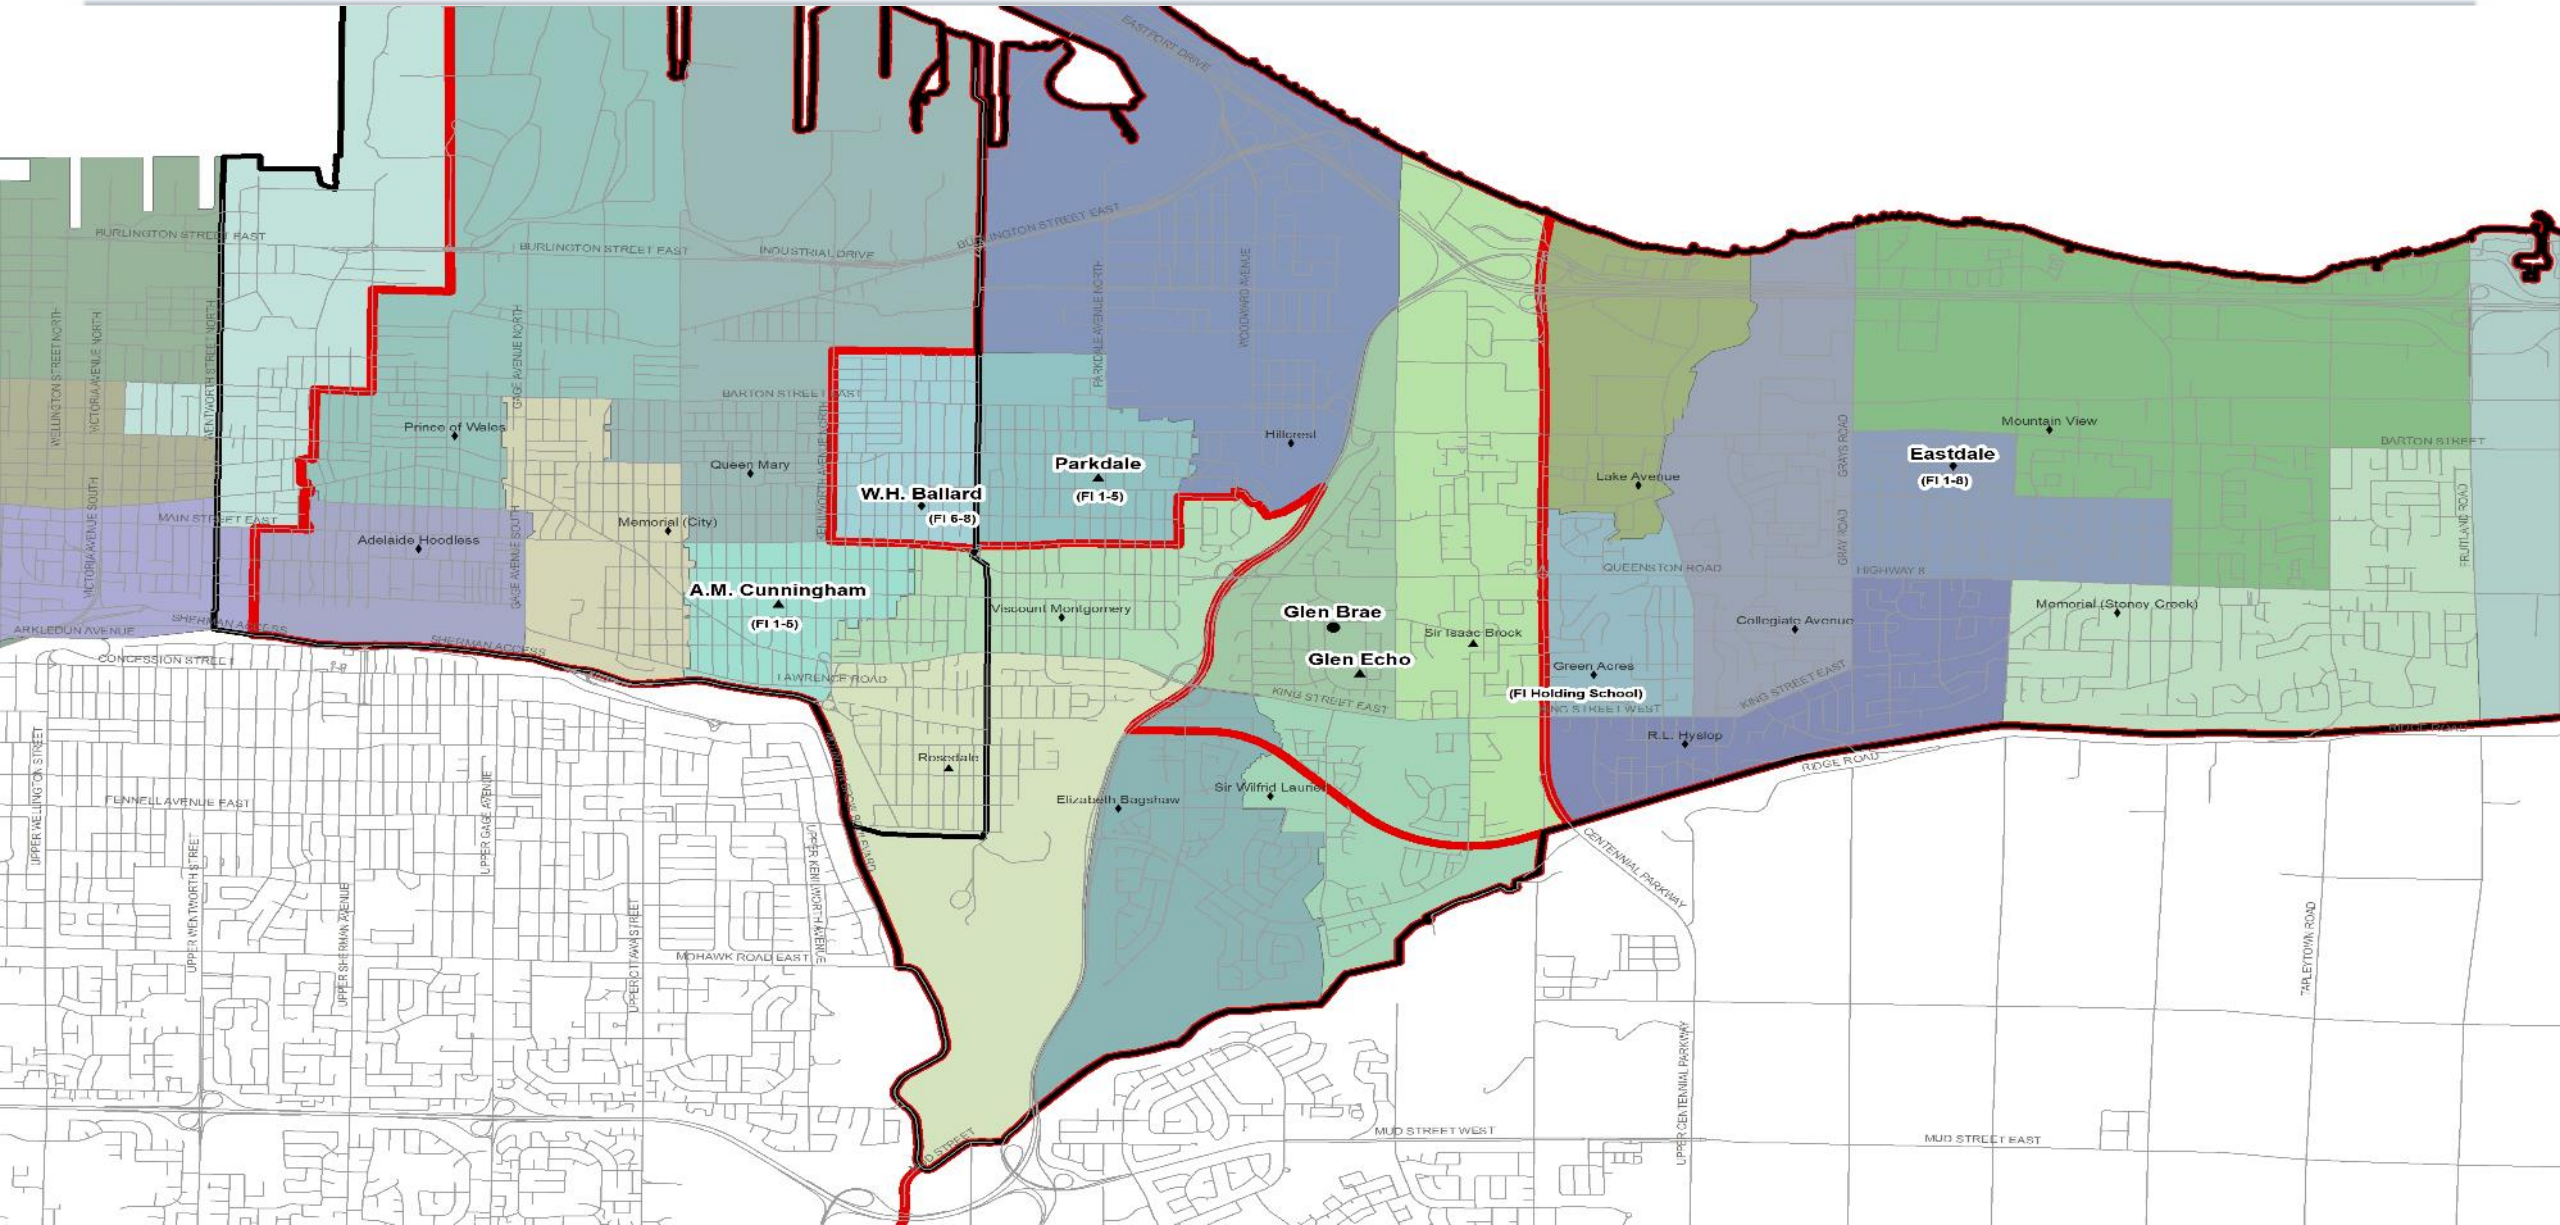 EASTPORT DRIVE
BURLINGTON STREET EAST
BURLINGTON STREET EAST
INDUSTRIAL DRIVE
BURLINGTON STREET EAST
WELLINGTON STREET NORTH
VICTORIA AVENUE NORTH
WENTWORTH STREET NORTH
GAGE AVENUE NORTH
PARKDALE AVENUE NORTH
WOODWARD AVENUE
BARTON STREET EAST
KENILWORTH AVENUE NORTH
Prince of Wales
Queen Mary
Hillcrest
Mountain View
BARTON STREET
GRAYS ROAD
Parkdale
(FI 1-5)
Eastdale
(FI 1-8)
Lake Avenue
W.H. Ballard
(FI 6-8)
MAIN STREET EAST
Memorial (City)
Adelaide Hoodless
VICTORIA AVENUE SOUTH
GAGE AVENUE SOUTH
GRAY ROAD
FRUITLAND ROAD
QUEENSTON ROAD
HIGHWAY 8
A.M. Cunningham
(FI 1-5)
Viscount Montgomery
Glen Brae
Glen Echo
Sir Isaac Brock
Collegiate Avenue
Memorial (Stoney Creek)
ARKLEDUN AVENUE
SHERMAN ACCESS
SHERMAN ACCESS
CONCESSION STREET
LAWRENCE ROAD
KING STREET EAST
Green Acres
(FI Holding School)
KING STREET WEST
KING STREET EAST
R.L. Hyslop
RIDGE ROAD
RIDGE ROAD
Rosedale
Elizabeth Bagshaw
Sir Wilfrid Laurier
FENNELL AVENUE EAST
UPPER WELLINGTON STREET
UPPER WENTWORTH STREET
UPPER SHERMAN AVENUE
UPPER GAGE AVENUE
UPPER OTTAWA STREET
UPPER KENILWORTH AVENUE
MOHAWK ROAD EAST
CENTENNIAL PARKWAY
UPPER CENTENNIAL PARKWAY
TAPLEYTOWN ROAD
MUD STREET
MUD STREET WEST
MUD STREET EAST